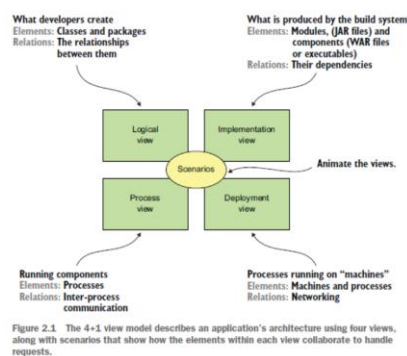 What developers create
Elements: Classes and packages
Relations: The relationships
between them
What is produced by the build system
Elements: Modules, (JAR files) and
components (WAR files
or executables)
Relations: Their dependencies
Logical
view
Implementation
view
Scenarios
Animate the views.
Process
view
Deployment
view
Running components
Elements: Processes
Relations: Inter-process
communication
Processes running on “machines”
Elements: Machines and processes
Relations: Networking
Figure 2.1 The 4+1 view model describes an application’s architecture using four views,
along with scenarios that show how the elements within each view collaborate to handle
requests.